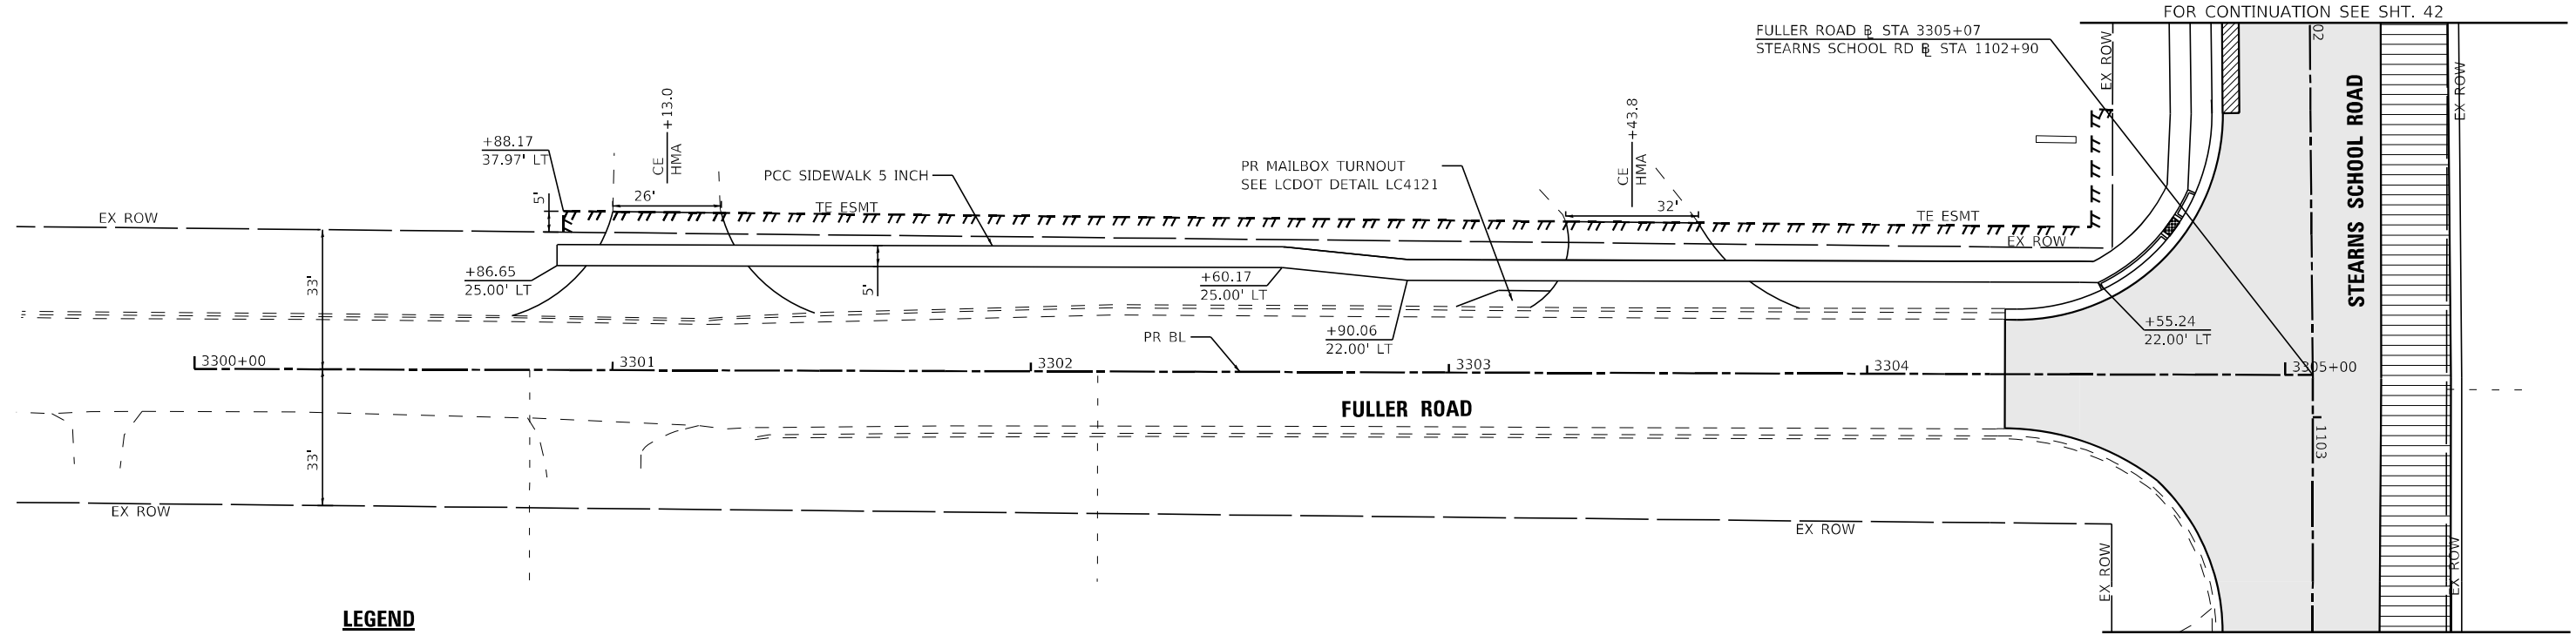 FOR CONTINUATION SEE SHT. 42
FULLER ROAD ℄ STA 3305+07
STEARNS SCHOOL RD ℄ STA 1102+90
02
EX ROW
EX ROW
STEARNS SCHOOL ROAD
+88.17
37.97' LT
5'
CE +13.0
HMA
26'
PCC SIDEWALK 5 INCH
TE ESMT
PR MAILBOX TURNOUT
SEE LCDOT DETAIL LC4121
CE +43.8
HMA
32'
TE ESMT
EX ROW
EX ROW
33'
+86.65
25.00' LT
5'
+60.17
25.00' LT
+90.06
22.00' LT
+55.24
22.00' LT
PR BL
3300+00
3301
3302
3303
3304
3305+00
FULLER ROAD
1103
33'
EX ROW
EX ROW
EX ROW
EX ROW
LEGEND